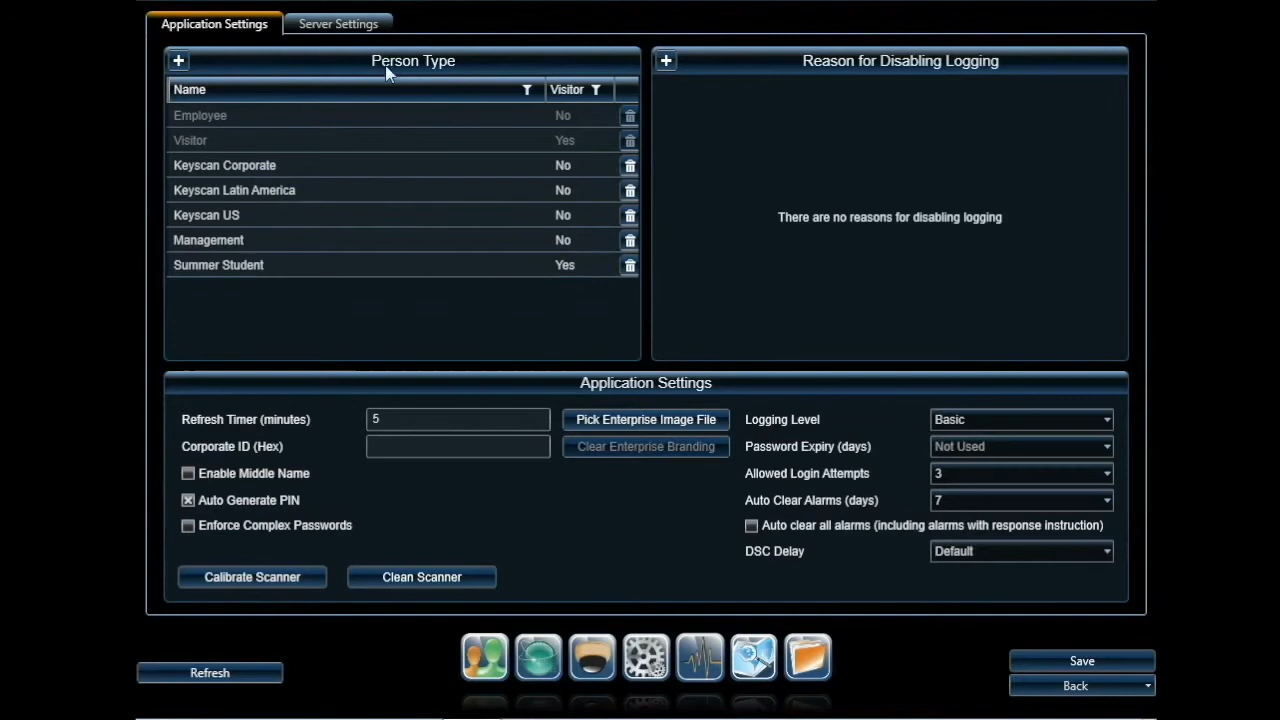 Application Settings
Server Settings
Person Type
Name
Visitor
Employee
No
Visitor
Yes
Keyscan Corporate
No
Keyscan Latin America
No
Keyscan US
No
Management
No
Summer Student
Yes
Reason for Disabling Logging
There are no reasons for disabling logging
Application Settings
Refresh Timer (minutes)
5
Pick Enterprise Image File
Corporate ID (Hex)
Clear Enterprise Branding
Enable Middle Name
Auto Generate PIN
Enforce Complex Passwords
Calibrate Scanner
Clean Scanner
Logging Level
Basic
Password Expiry (days)
Not Used
Allowed Login Attempts
3
Auto Clear Alarms (days)
7
Auto clear all alarms (including alarms with response instruction)
DSC Delay
Default
Refresh
Save
Back